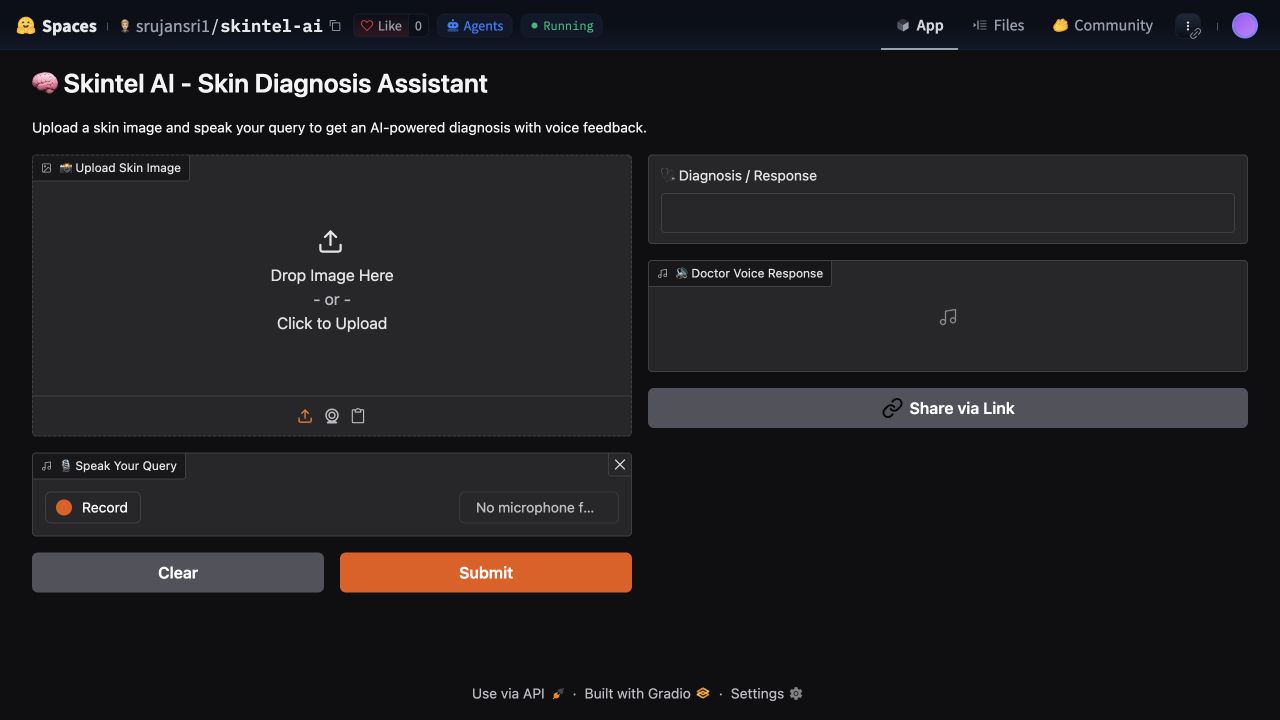 Spaces
srujansri1/skintel-ai
Like 0
Agents
Running
App
Files
Community
Skintel AI - Skin Diagnosis Assistant
Upload a skin image and speak your query to get an AI-powered diagnosis with voice feedback.
Upload Skin Image
Drop Image Here
- or -
Click to Upload
Speak Your Query
Record
No microphone f...
Clear
Submit
Diagnosis / Response
Doctor Voice Response
Share via Link
Use via API · Built with Gradio · Settings